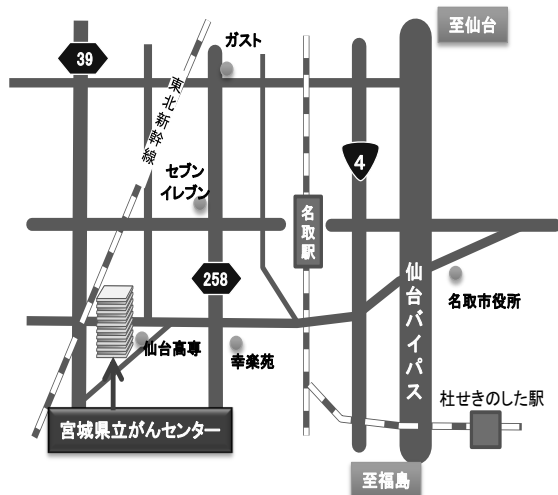 至仙台
ガスト
39
東北新幹線
4
セブン
イレブン
名取駅
258
仙台バイパス
名取市役所
仙台高専
幸楽苑
杜せきのした駅
宮城県立がんセンター
至福島